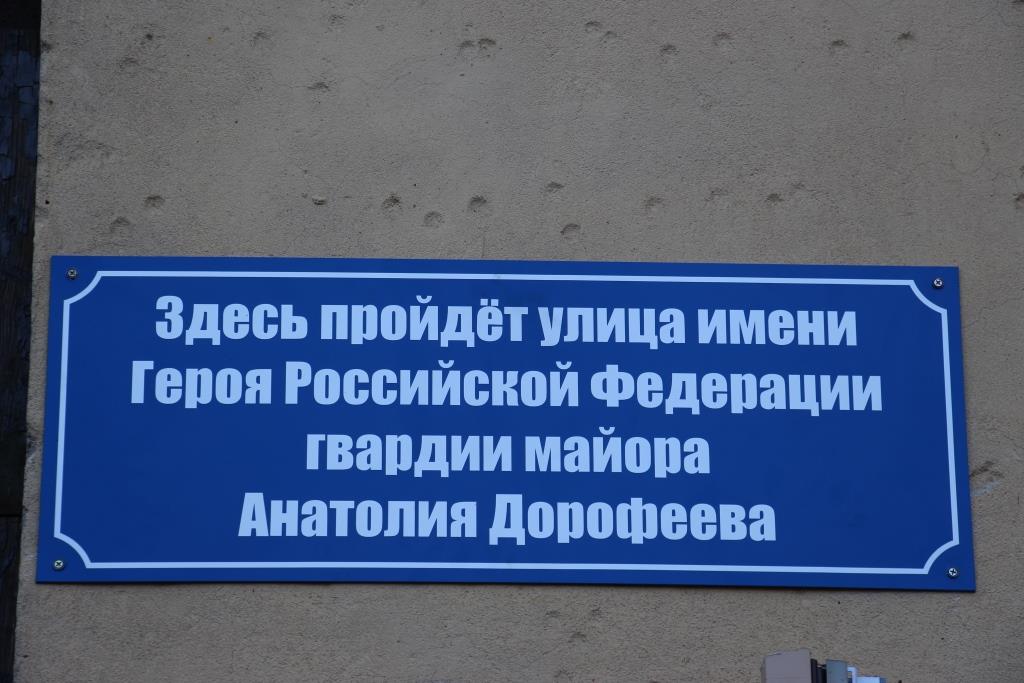 Здесь пройдёт улица имени
Героя Российской Федерации
гвардии майора
Анатолия Дорофеева